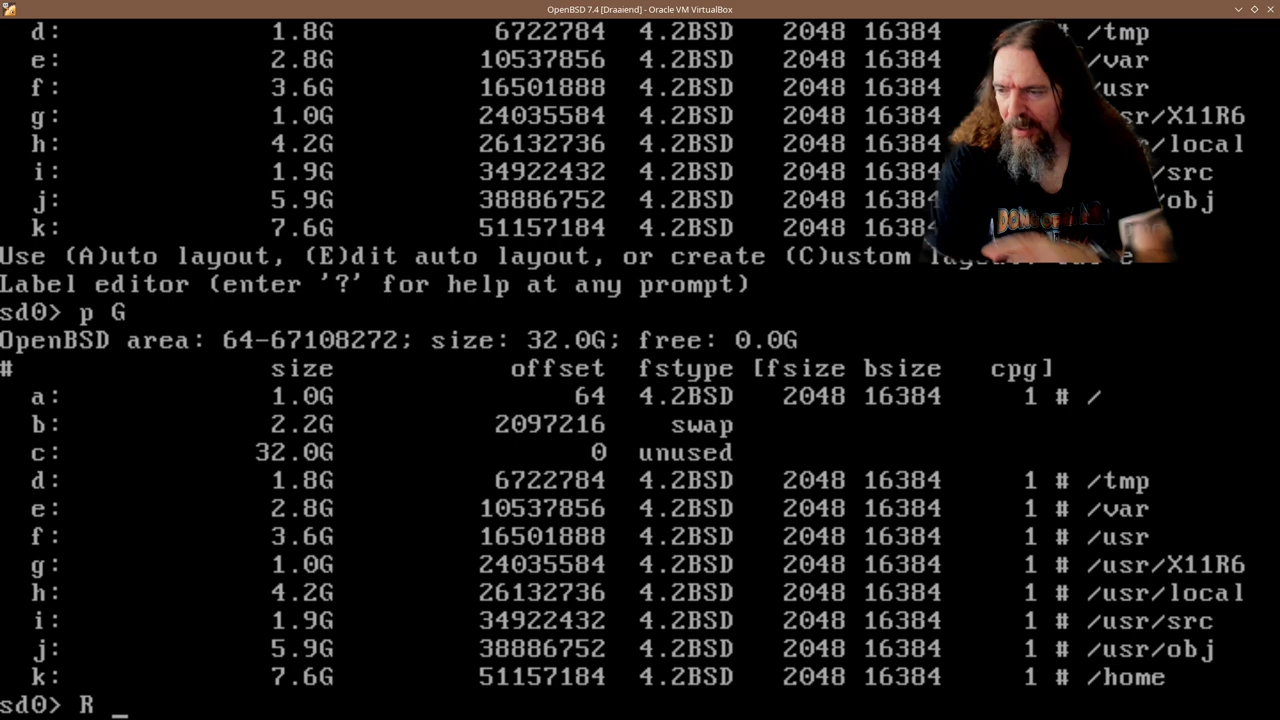 OpenBSD 7.4 [Draaiend] - Oracle VM VirtualBox
d: 1.8G 6722784 4.2BSD 2048 16384 # /tmp
e: 2.8G 10537856 4.2BSD 2048 16384 /var
f: 3.6G 16501888 4.2BSD 2048 16384 /usr
g: 1.0G 24035584 4.2BSD 2048 16384 sr/X11R6
h: 4.2G 26132736 4.2BSD 2048 16384 /local
i: 1.9G 34922432 4.2BSD 2048 16384 /src
j: 5.9G 38886752 4.2BSD 2048 16384 /obj
k: 7.6G 51157184 4.2BSD 2048 16384
Use (A)uto layout, (E)dit auto layout, or create (C)ustom
Label editor (enter '?' for help at any prompt)
sd0> p G
OpenBSD area: 64-67108272; size: 32.0G; free: 0.0G
# size offset fstype [fsize bsize cpg]
a: 1.0G 64 4.2BSD 2048 16384 1 # /
b: 2.2G 2097216 swap
c: 32.0G 0 unused
d: 1.8G 6722784 4.2BSD 2048 16384 1 # /tmp
e: 2.8G 10537856 4.2BSD 2048 16384 1 # /var
f: 3.6G 16501888 4.2BSD 2048 16384 1 # /usr
g: 1.0G 24035584 4.2BSD 2048 16384 1 # /usr/X11R6
h: 4.2G 26132736 4.2BSD 2048 16384 1 # /usr/local
i: 1.9G 34922432 4.2BSD 2048 16384 1 # /usr/src
j: 5.9G 38886752 4.2BSD 2048 16384 1 # /usr/obj
k: 7.6G 51157184 4.2BSD 2048 16384 1 # /home
sd0> R _